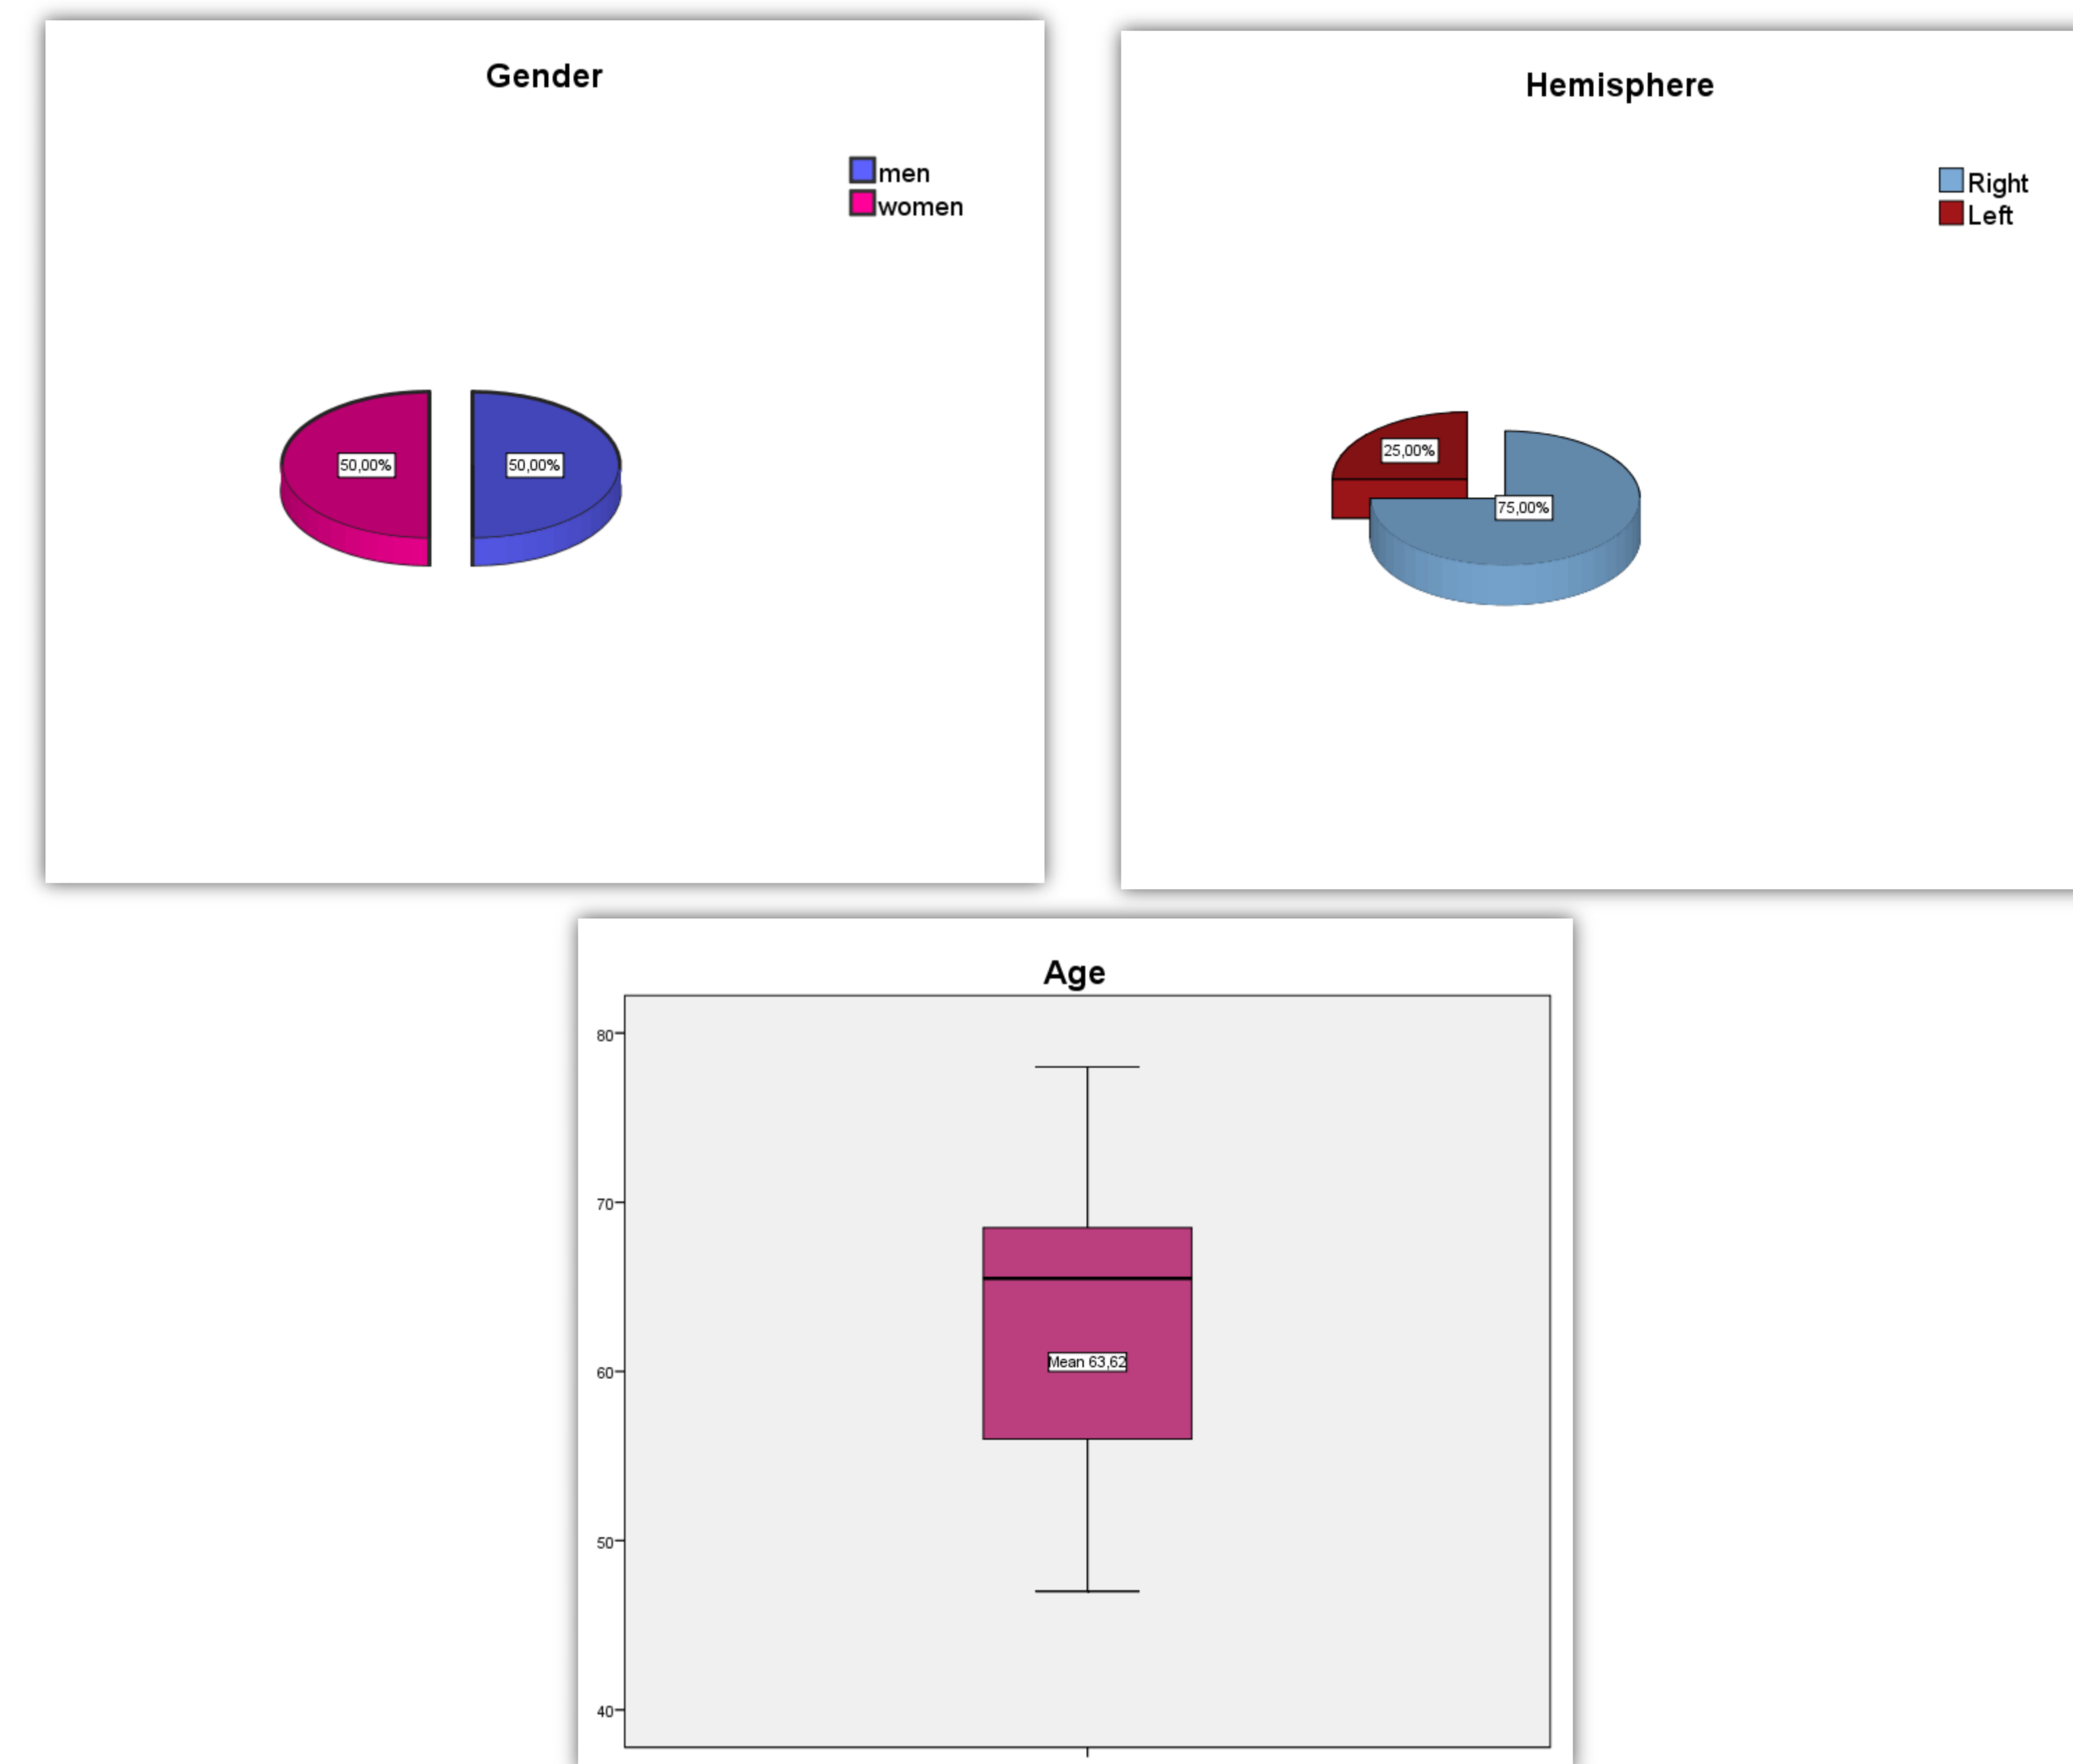 Gender
men
women
50,00%
50,00%
Hemisphere
Right
Left
25,00%
75,00%
Age
80
70
60
50
40
Mean 63,62